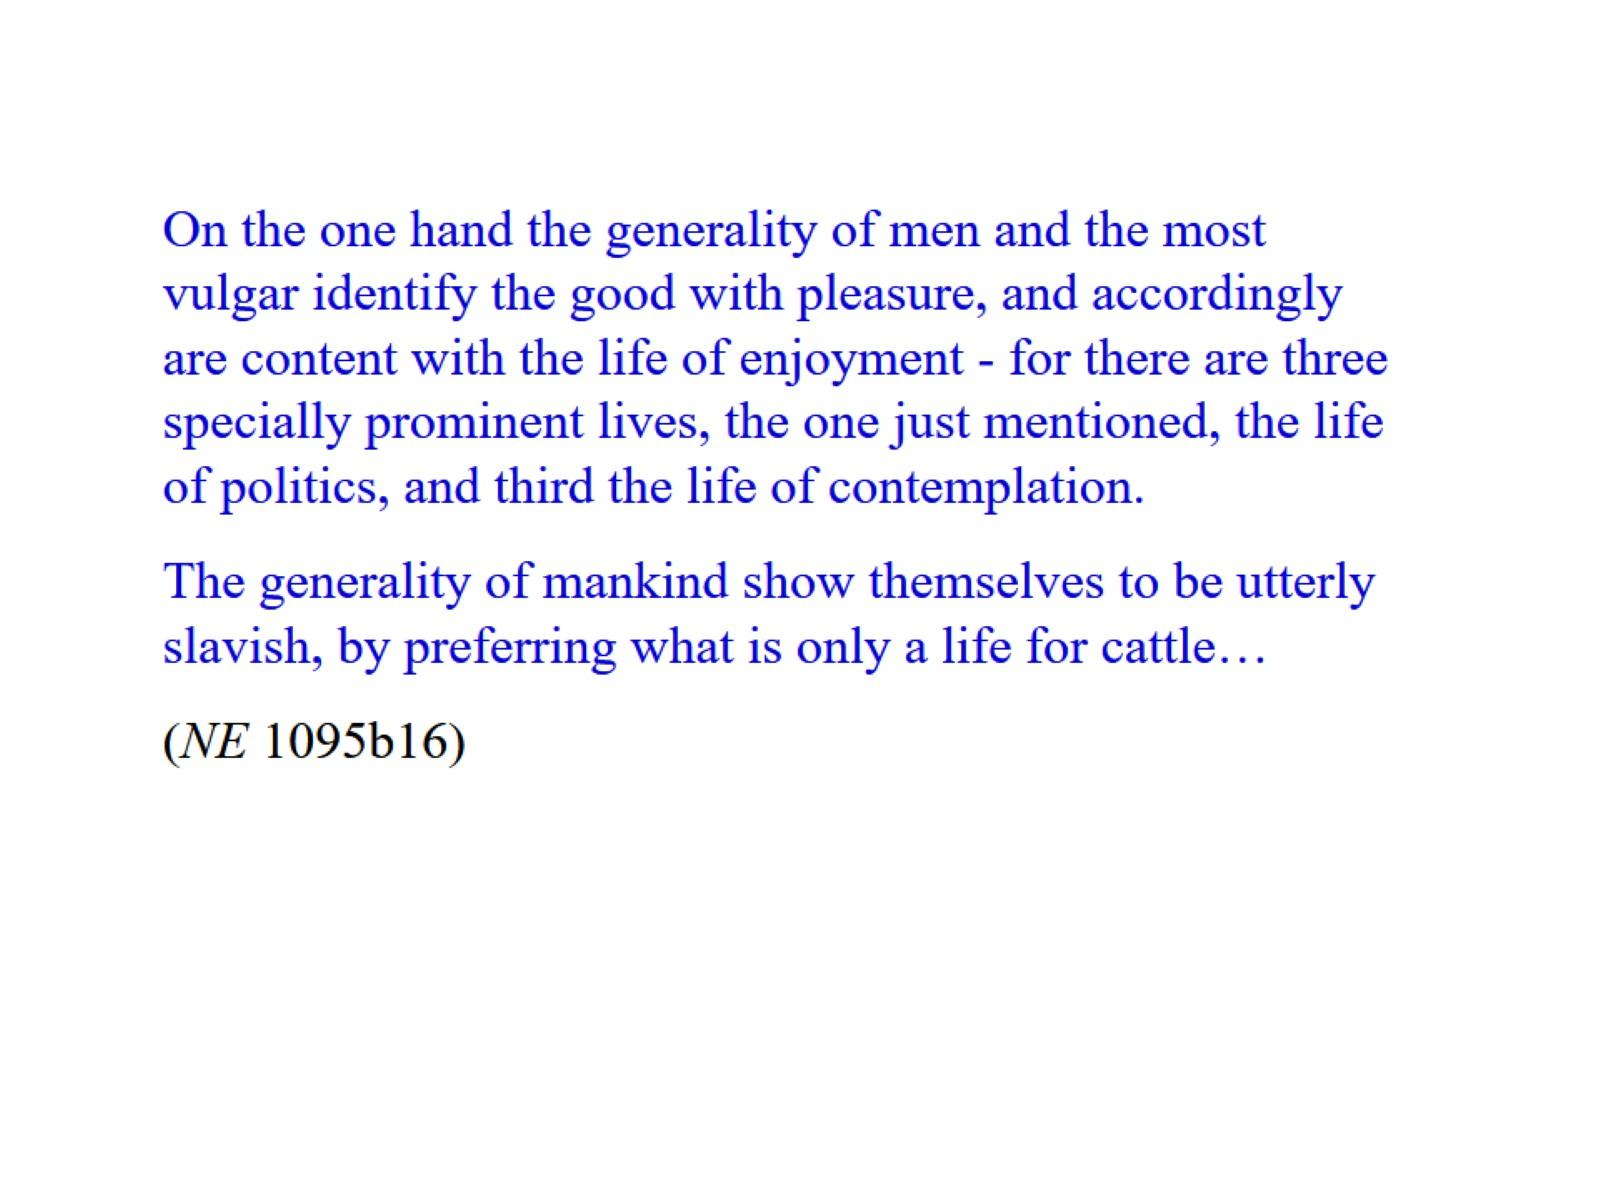 On the one hand the generality of men and the most
vulgar identify the good with pleasure, and accordingly
are content with the life of enjoyment - for there are three
specially prominent lives, the one just mentioned, the life
of politics, and third the life of contemplation.
The generality of mankind show themselves to be utterly
slavish, by preferring what is only a life for cattle…
(NE 1095b16)